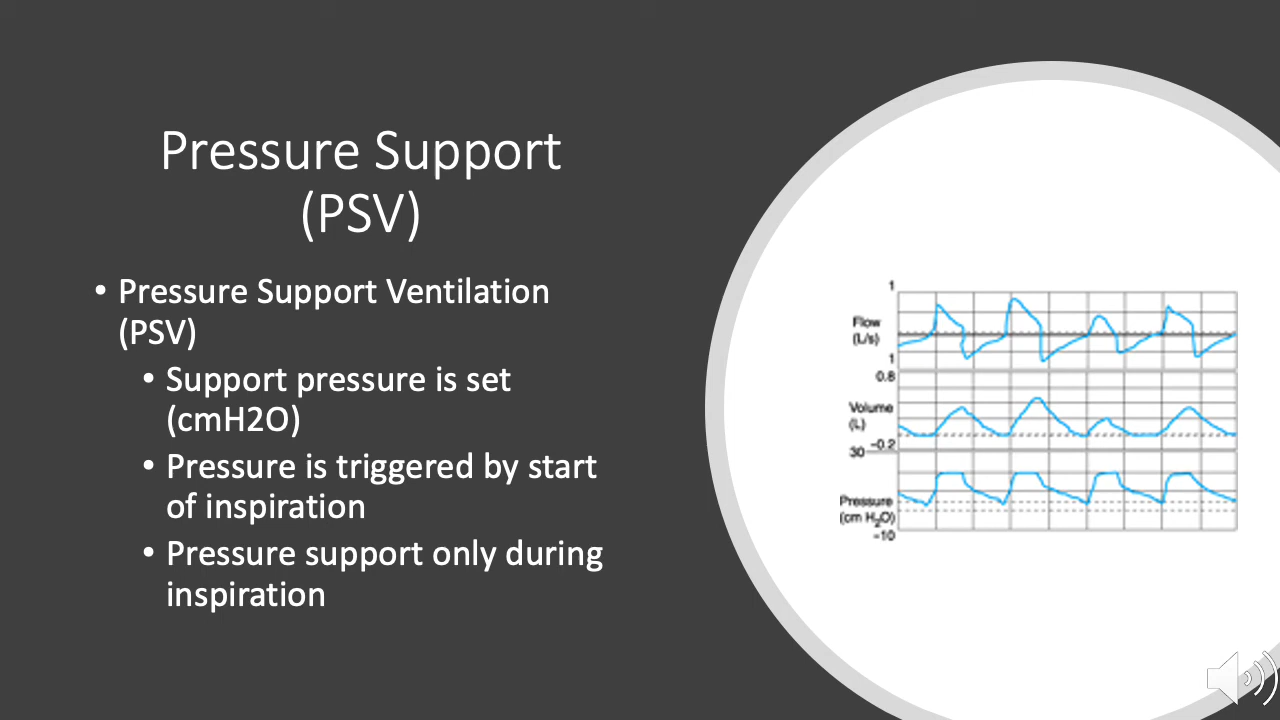 Pressure Support
(PSV)
• Pressure Support Ventilation
(PSV)
• Support pressure is set
(cmH2O)
• Pressure is triggered by start
of inspiration
• Pressure support only during
inspiration
1
Flow
(L/s)
1
0.8
Volume
(L)
-0.2
30
Pressure
(cm H₂O)
-10